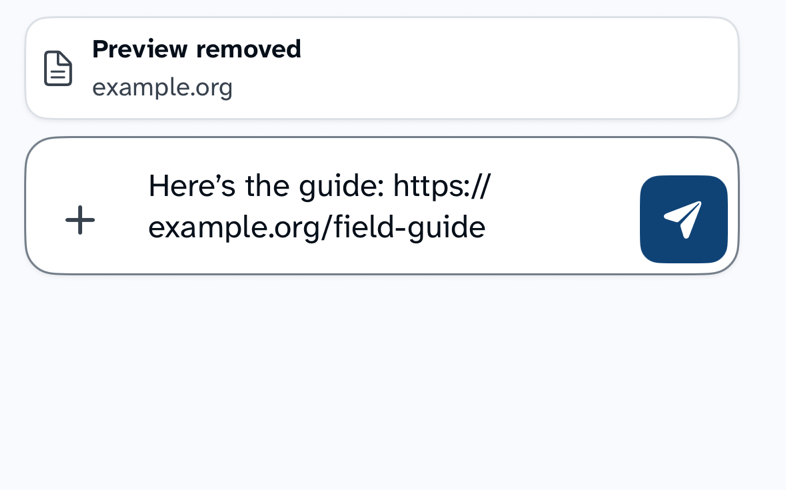 Preview removed
example.org
Here’s the guide: https://
example.org/field-guide